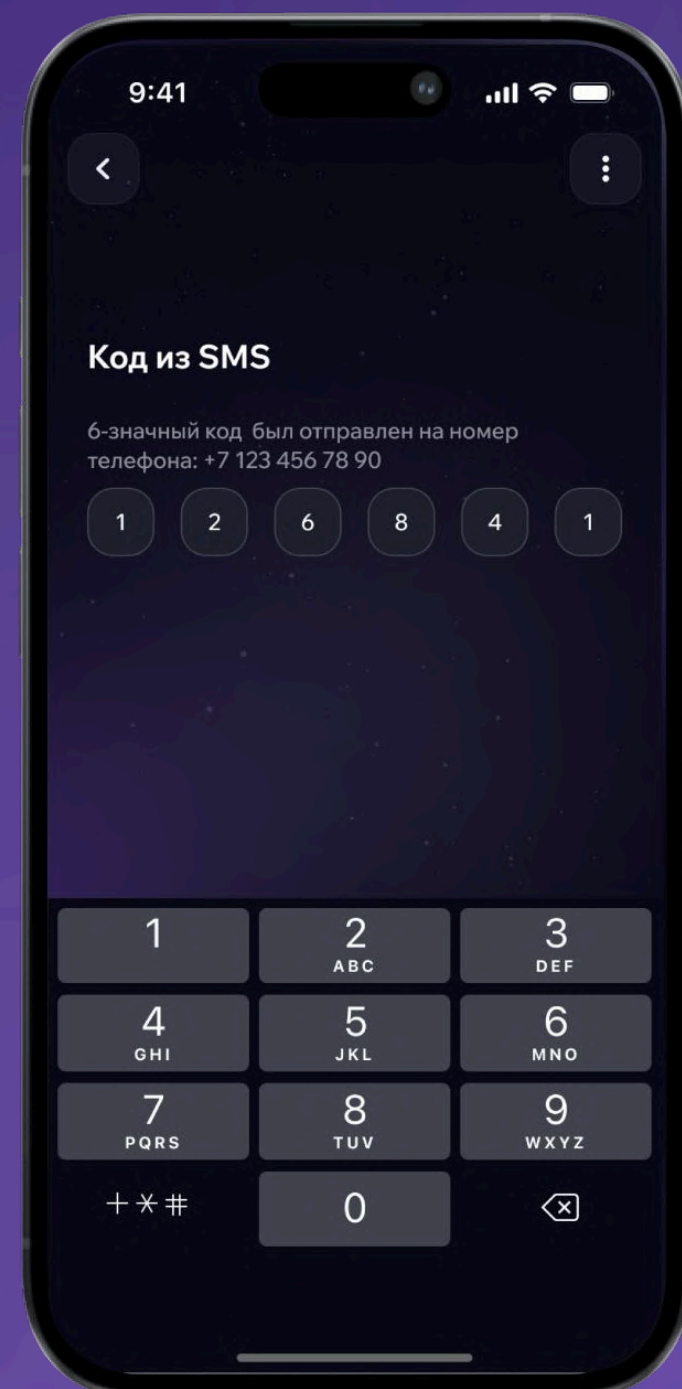 9:41
Код из SMS
6-значный код был отправлен на номер
телефона: +7 123 456 78 90
1 2 6 8 4 1
1 2 3
ABC DEF
4 5 6
GHI JKL MNO
7 8 9
PQRS TUV WXYZ
+*# 0